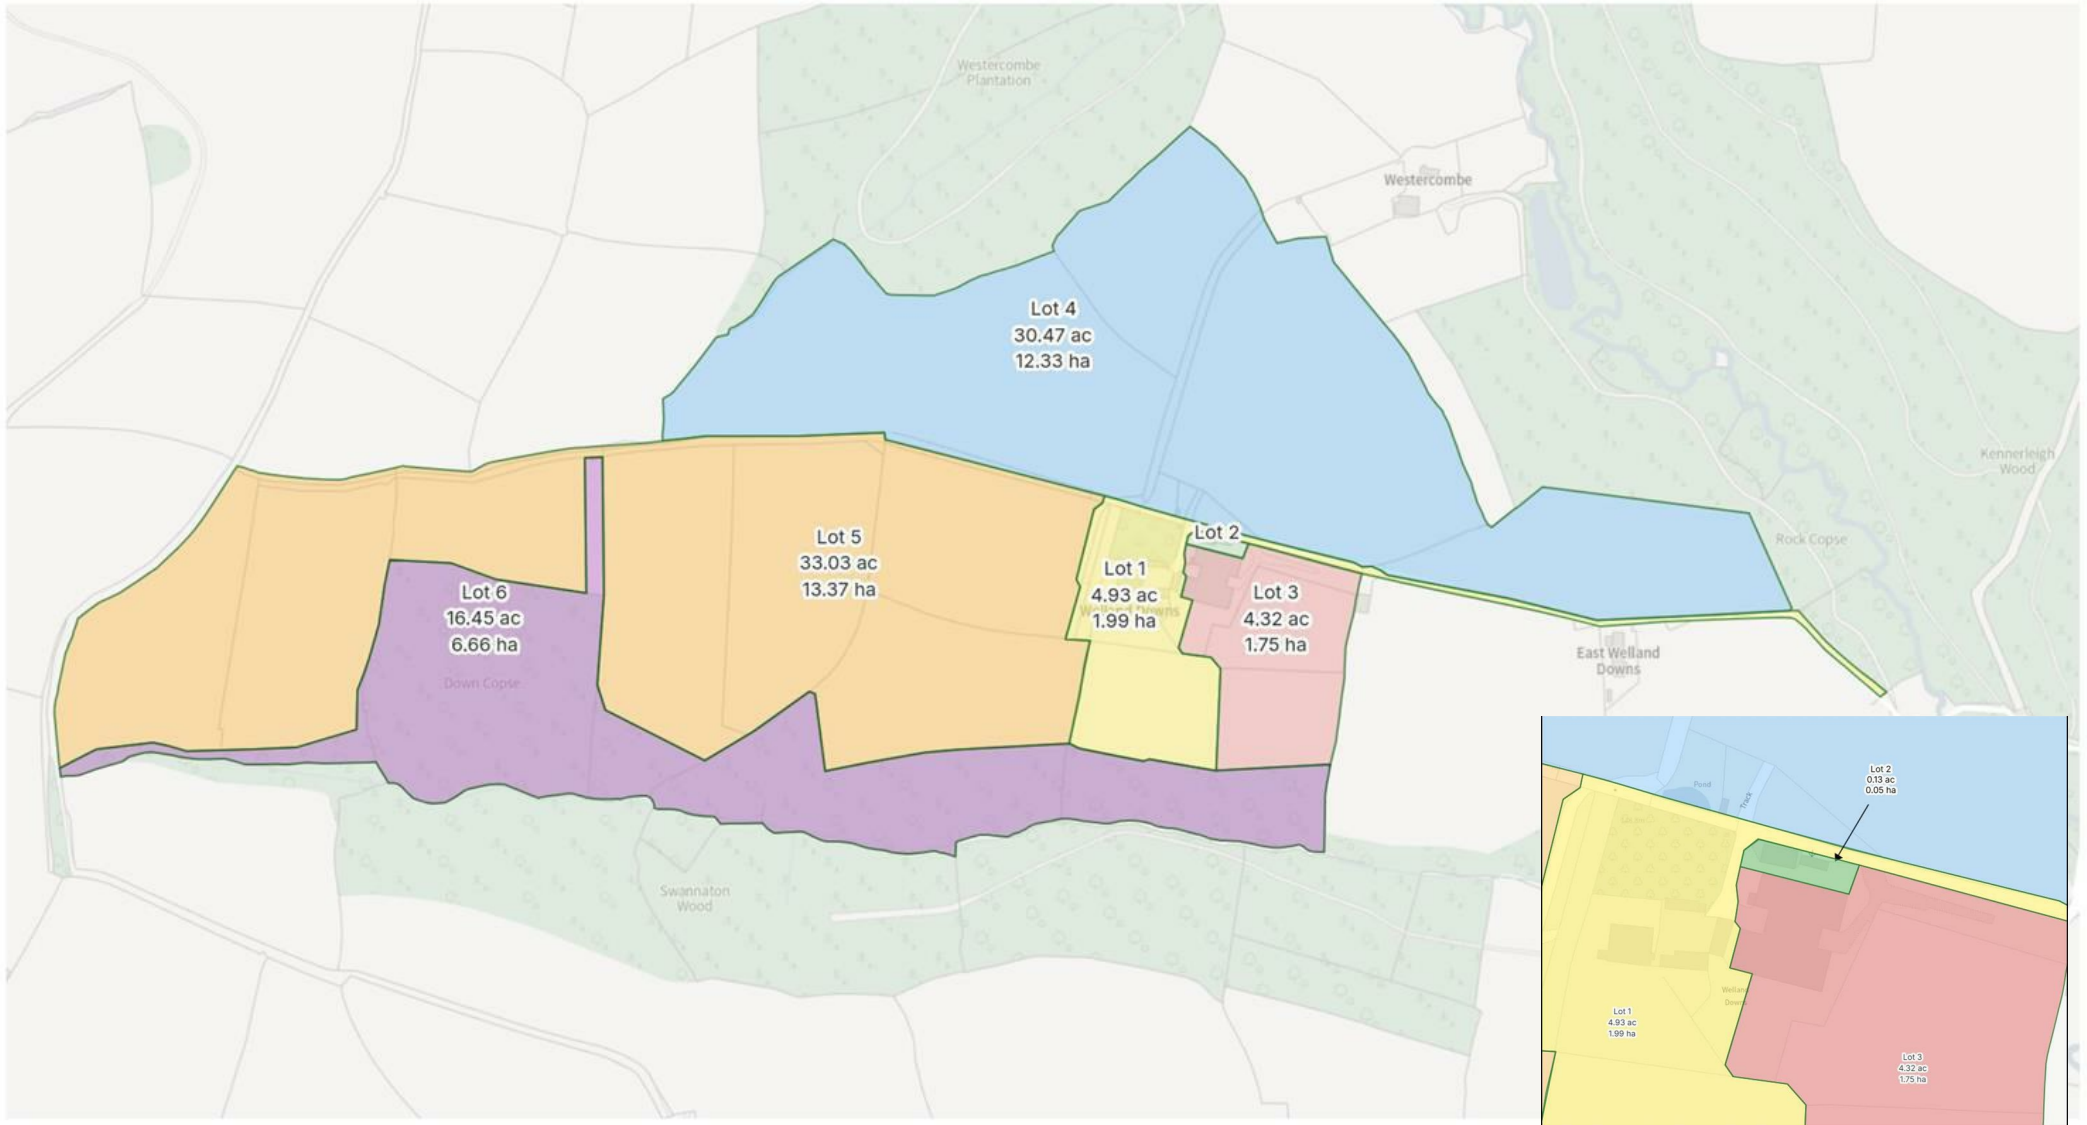 Westercombe
Plantation
Westercombe
Lot 4
30.47 ac
12.33 ha
Kennerleigh
Wood
Lot 2
Rock Copse
Lot 5
33.03 ac
13.37 ha
Lot 1
4.93 ac
Welland Downs
1.99 ha
Lot 3
4.32 ac
1.75 ha
Lot 6
16.45 ac
6.66 ha
Down Copse
East Welland
Downs
Swannaton
Wood
Lot 2
0.13 ac
0.05 ha
Pond
Track
Welland
Downs
Lot 1
4.93 ac
1.99 ha
Lot 3
4.32 ac
1.75 ha